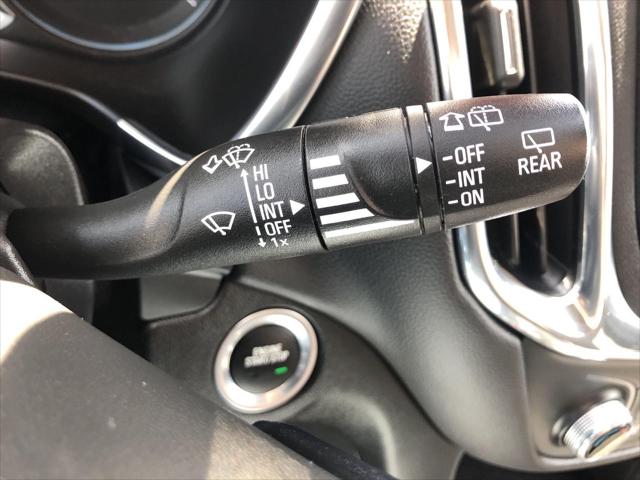 HI
LO
INT
OFF
1x
OFF
INT
ON
REAR
ENGINE
START/STOP